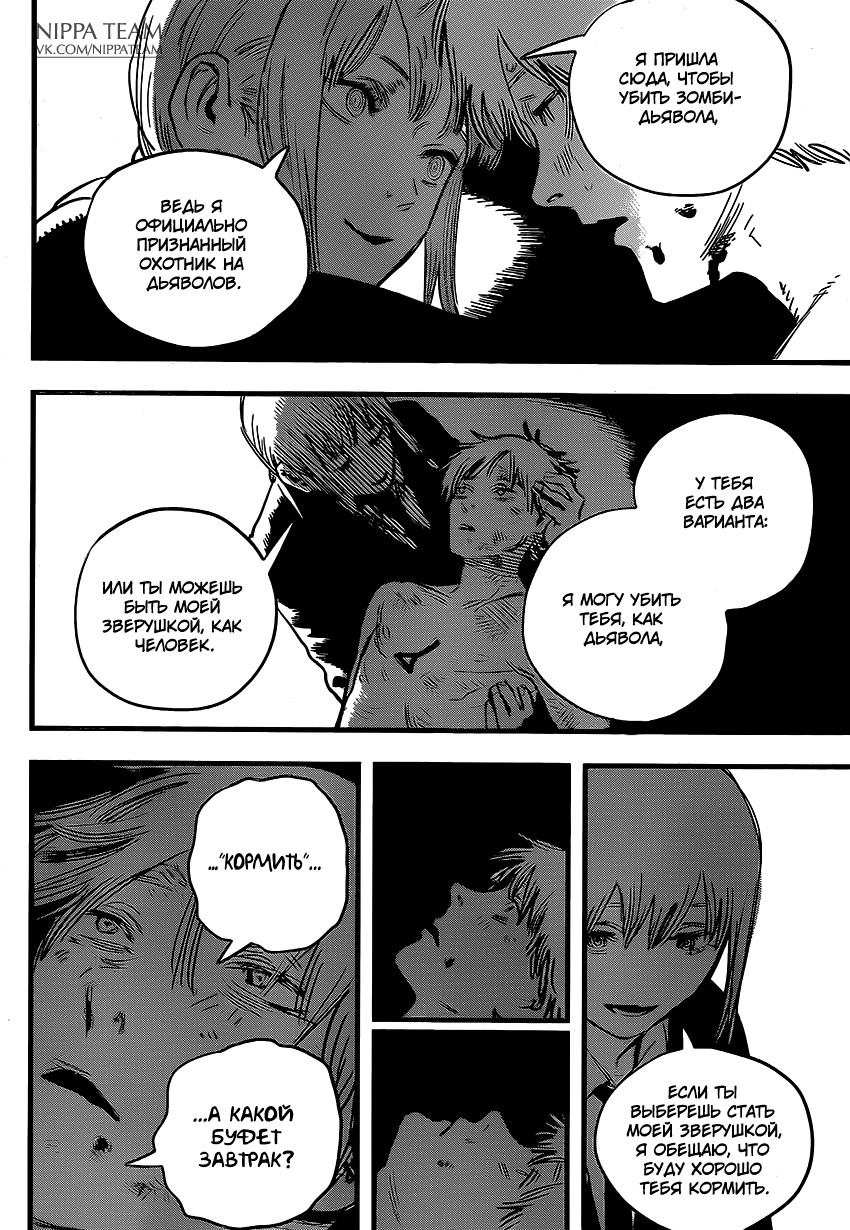 NIPPA TEAM
VK.COM/NIPPATEAM
Я ПРИШЛА
СЮДА, ЧТОБЫ
УБИТЬ ЗОМБИ-
ДЬЯВОЛА,
ВЕДЬ Я
ОФИЦИАЛЬНО
ПРИЗНАННЫЙ
ОХОТНИК НА
ДЬЯВОЛОВ.
У ТЕБЯ
ЕСТЬ ДВА
ВАРИАНТА:
Я МОГУ УБИТЬ
ТЕБЯ, КАК
ДЬЯВОЛА,
ИЛИ ТЫ МОЖЕШЬ
БЫТЬ МОЕЙ
ЗВЕРУШКОЙ, КАК
ЧЕЛОВЕК.
ЕСЛИ ТЫ
ВЫБЕРЕШЬ СТАТЬ
МОЕЙ ЗВЕРУШКОЙ,
Я ОБЕЩАЮ, ЧТО
БУДУ ХОРОШО
ТЕБЯ КОРМИТЬ.
..."КОРМИТЬ"...
...А КАКОЙ
БУДЕТ
ЗАВТРАК?